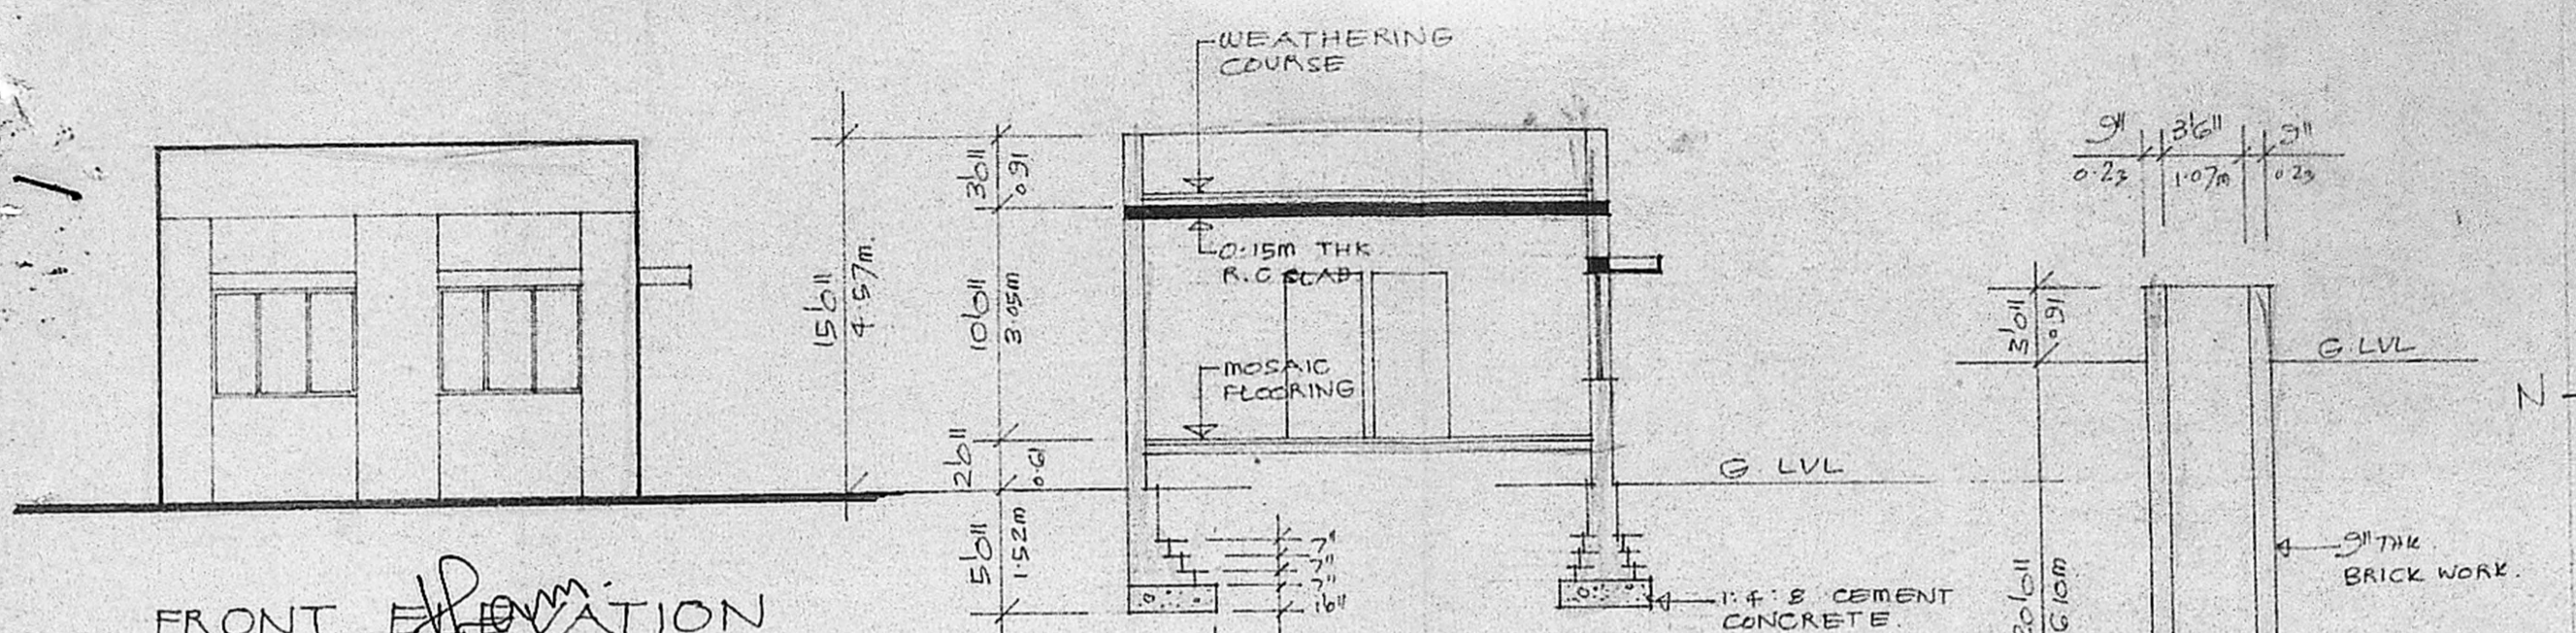 WEATHERING
COURSE
9" 3'6" 9"
0.23 1.07m 0.23
3'0"
0.91
15'0"
4.57m.
10'0"
3.05m
2'0"
0.61
5'0"
1.52m
0.15m THK
R.C SLAB
MOSAIC
FLOORING
G. LVL
7"
7"
7"
1'6"
1:4:8 CEMENT
CONCRETE.
3'0"
0.91
G. LVL
N
9" THK.
BRICK WORK.
6.10m
FRONT ELEVATION